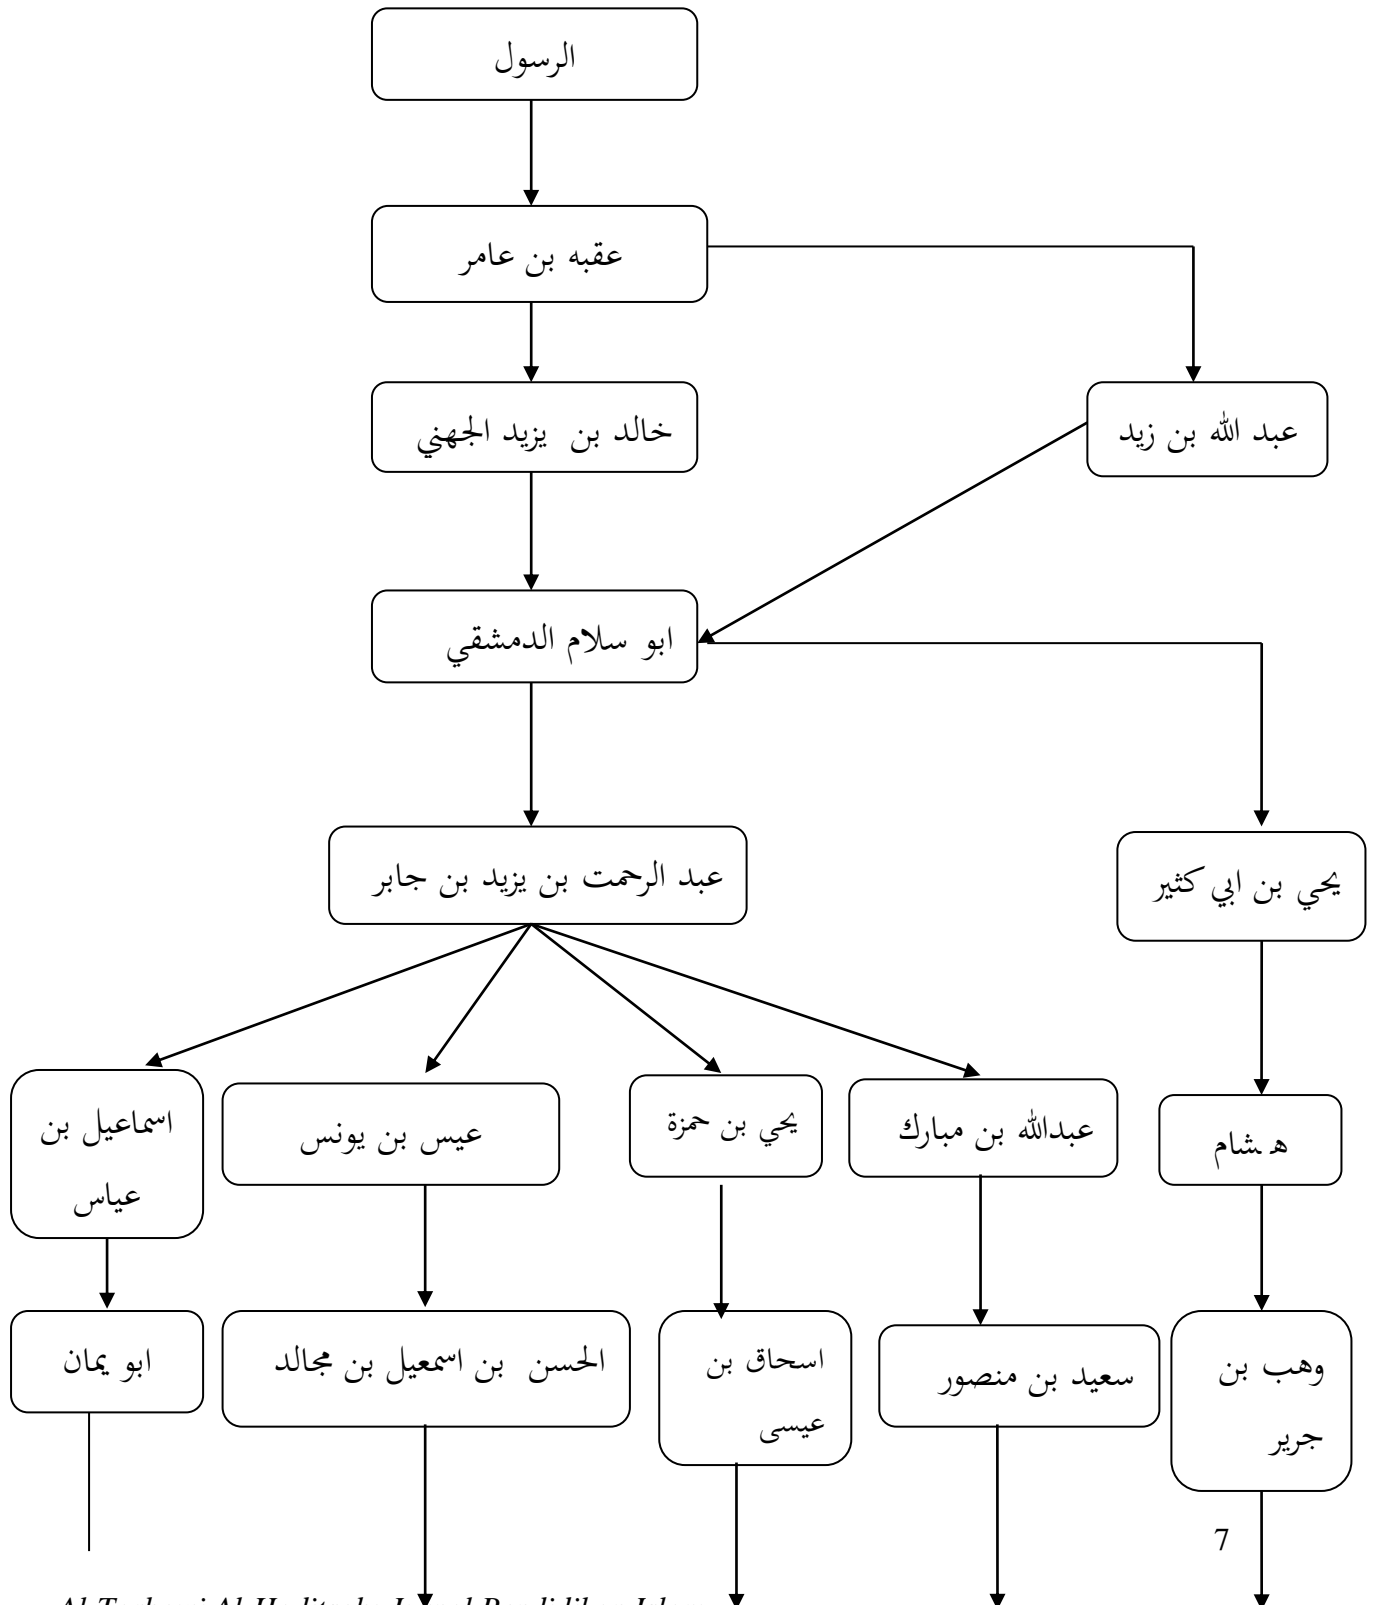 الرسول
عقبه بن عامر
خالد بن يزيد الجهني
عبد الله بن زيد
ابو سلام الدمشقي
عبد الرحمت بن يزيد بن جابر
يحي بن ابي كثير
اسماعيل بن
عياس
عيس بن يونس
يحي بن حمزة
عبدالله بن مبارك
هشام
ابو يمان
الحسن بن اسمعيل بن مجالد
اسحاق بن
عيسى
سعيد بن منصور
وهب بن
جرير
7